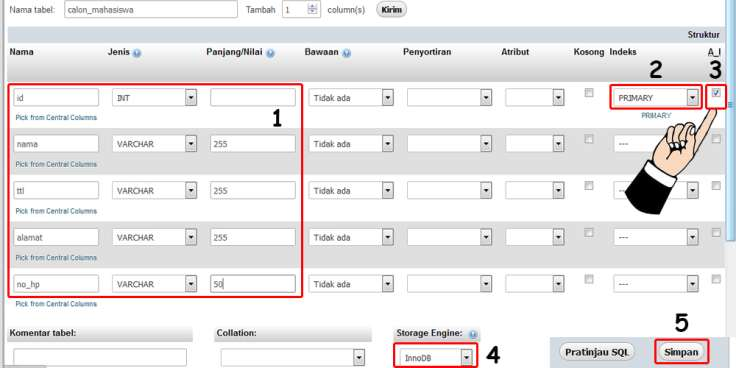 Nama tabel: calon_mahasiswa Tambah 1 column(s) Kirim
Struktur
Nama Jenis Panjang/Nilai Bawaan Penyortiran Atribut Kosong Indeks A_I
2 3
id INT Tidak ada PRIMARY
Pick from Central Columns 1 PRIMARY
nama VARCHAR 255 Tidak ada ---
Pick from Central Columns
ttl VARCHAR 255 Tidak ada --
Pick from Central Columns
alamat VARCHAR 255 Tidak ada ---
Pick from Central Columns
no_hp VARCHAR 50 Tidak ada ---
Pick from Central Columns
Komentar tabel: Collation: Storage Engine: 5
InnoDB 4 Pratinjau SQL Simpan